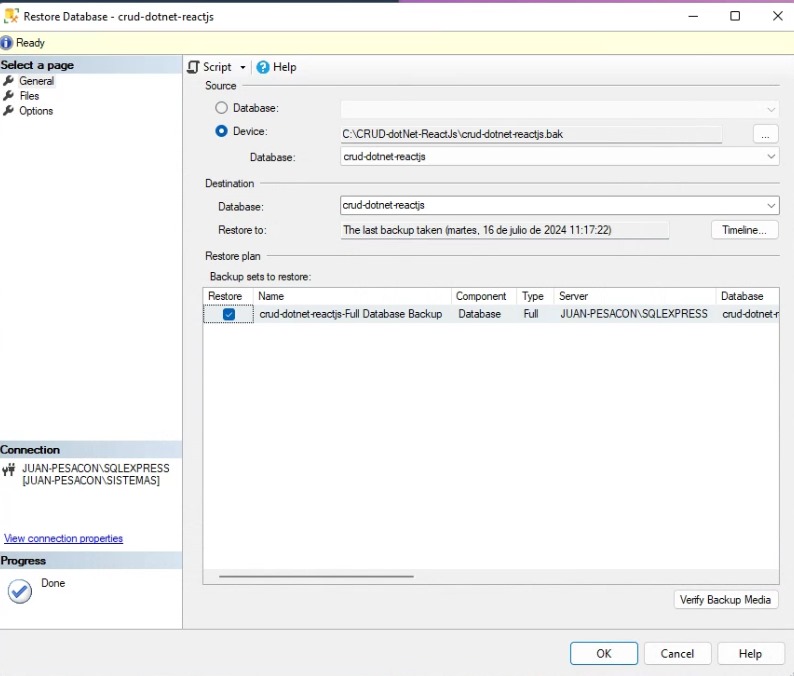 Restore Database - crud-dotnet-reactjs
Ready
Select a page
General
Files
Options
Script
Help
Source
Database:
Device:
C:\CRUD-dotNet-ReactJs\crud-dotnet-reactjs.bak
...
Database:
crud-dotnet-reactjs
Destination
Database:
crud-dotnet-reactjs
Restore to:
The last backup taken (martes, 16 de julio de 2024 11:17:22)
Timeline...
Restore plan
Backup sets to restore:
Restore Name Component Type Server Database
crud-dotnet-reactjs-Full Database Backup Database Full JUAN-PESACON\SQLEXPRESS crud-dotnet-r
Connection
JUAN-PESACON\SQLEXPRESS
[JUAN-PESACON\SISTEMAS]
View connection properties
Progress
Done
Verify Backup Media
OK Cancel Help